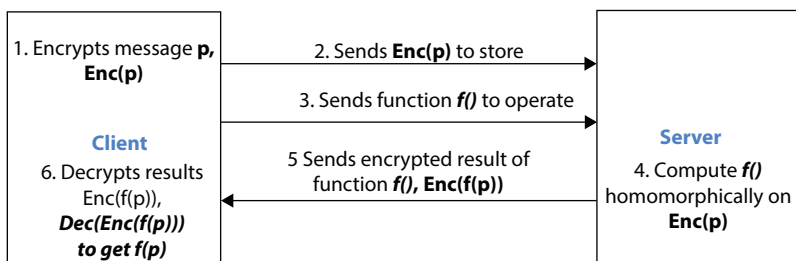 1. Encrypts message p,
Enc(p)
2. Sends Enc(p) to store
3. Sends function f() to operate
Client
Server
5 Sends encrypted result of
function f(), Enc(f(p))
6. Decrypts results
Enc(f(p)),
Dec(Enc(f(p)))
to get f(p)
4. Compute f()
homomorphically on
Enc(p)